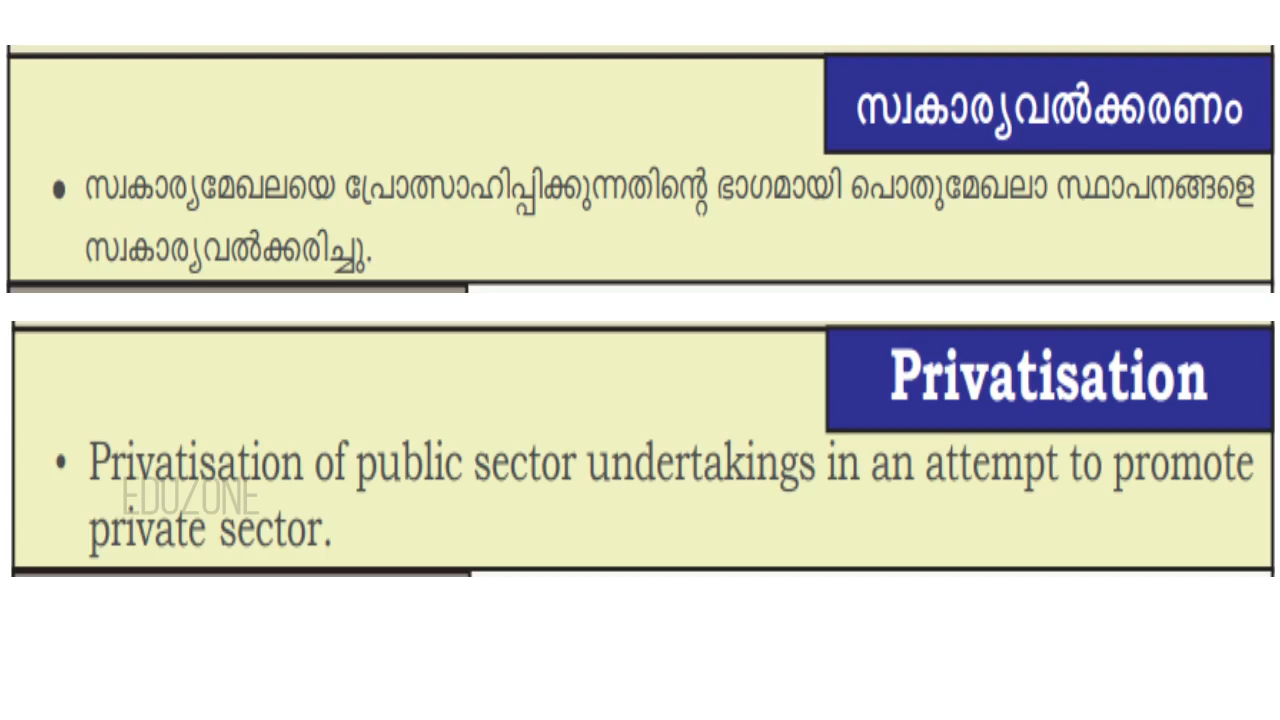 സ്വകാര്യവൽക്കരണം
• സ്വകാര്യമേഖലയെ പ്രോത്സാഹിപ്പിക്കുന്നതിന്റെ ഭാഗമായി പൊതുമേഖലാ സ്ഥാപനങ്ങളെ
സ്വകാര്യവൽക്കരിച്ചു.
Privatisation
• Privatisation of public sector undertakings in an attempt to promote
EDUZONE
private sector.